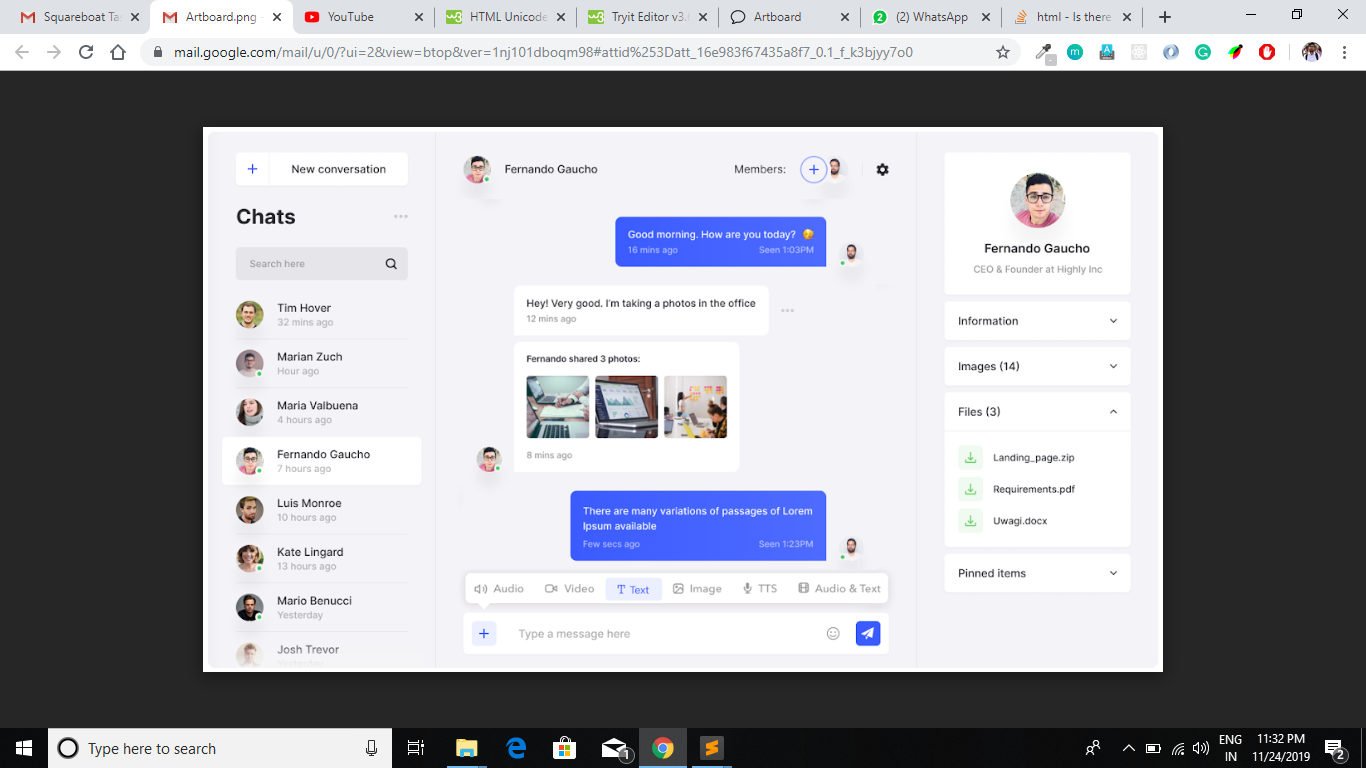 Squareboat Tas
Artboard.png -
YouTube
HTML Unicode
Tryit Editor v3.
Artboard
(2) WhatsApp
html - Is there
mail.google.com/mail/u/0/?ui=2&view=btop&ver=1nj101dboqm98#attid%253Datt_16e983f67435a8f7_0.1_f_k3bjyy7o0
+ New conversation
Chats
Search here
Tim Hover
32 mins ago
Marian Zuch
Hour ago
Maria Valbuena
4 hours ago
Fernando Gaucho
7 hours ago
Luis Monroe
10 hours ago
Kate Lingard
13 hours ago
Mario Benucci
Yesterday
Josh Trevor
Yesterday
Fernando Gaucho
Members:
Good morning. How are you today?
16 mins ago Seen 1:03PM
Hey! Very good. I'm taking a photos in the office
12 mins ago
Fernando shared 3 photos:
8 mins ago
There are many variations of passages of Lorem
Ipsum available
Few secs ago Seen 1:23PM
Audio Video T Text Image TTS Audio & Text
+ Type a message here
Fernando Gaucho
CEO & Founder at Highly Inc
Information
Images (14)
Files (3)
Landing_page.zip
Requirements.pdf
Uwagi.docx
Pinned items
Type here to search
1
ENG
IN
11:32 PM
11/24/2019
2